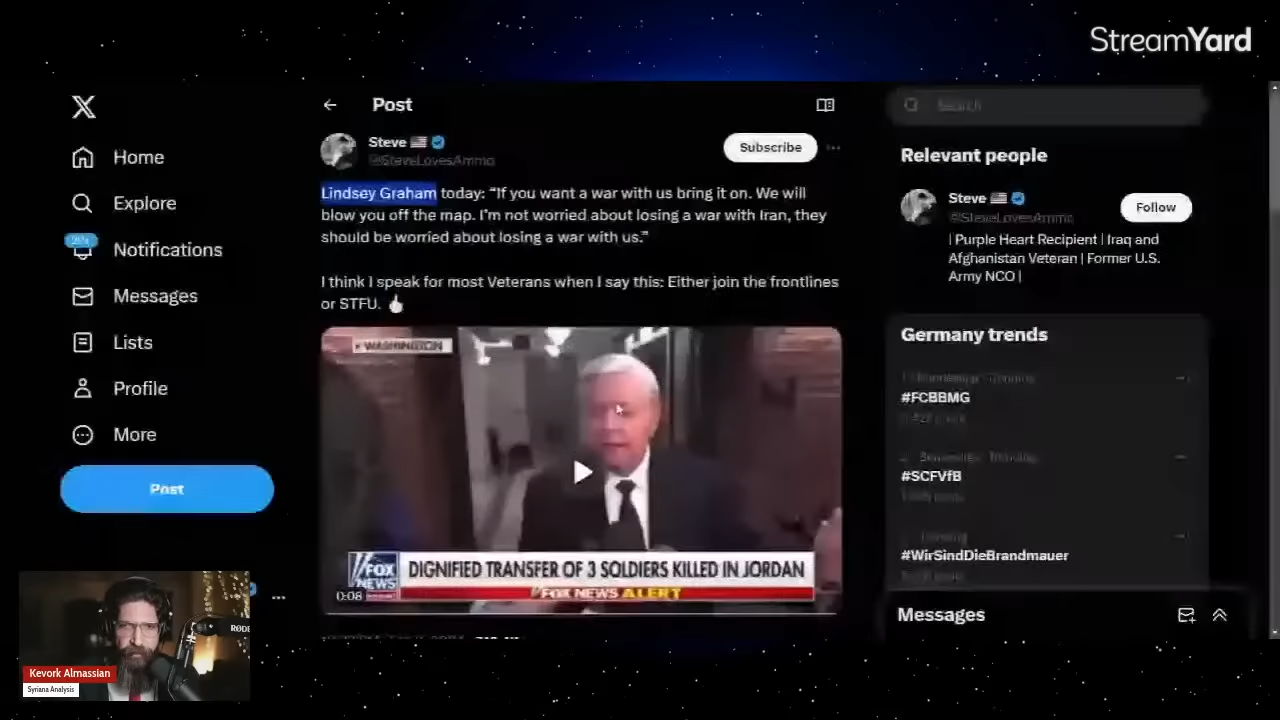 StreamYard
Home
Explore
Notifications
Messages
Lists
Profile
More
Post
Post
Steve
@SteveLovesAmmo
Subscribe
Lindsey Graham today: “If you want a war with us bring it on. We will
blow you off the map. I’m not worried about losing a war with Iran, they
should be worried about losing a war with us.”
I think I speak for most Veterans when I say this: Either join the frontlines
or STFU.
WASHINGTON
FOX
NEWS
DIGNIFIED TRANSFER OF 3 SOLDIERS KILLED IN JORDAN
FOX NEWS ALERT
0:08
Search
Relevant people
Steve
@SteveLovesAmmo
Follow
| Purple Heart Recipient | Iraq and
Afghanistan Veteran | Former U.S.
Army NCO |
Germany trends
#FCBBMG
#SCFVfB
#WirSindDieBrandmauer
Messages
RODE
Kevork Almassian
Syriana Analysis